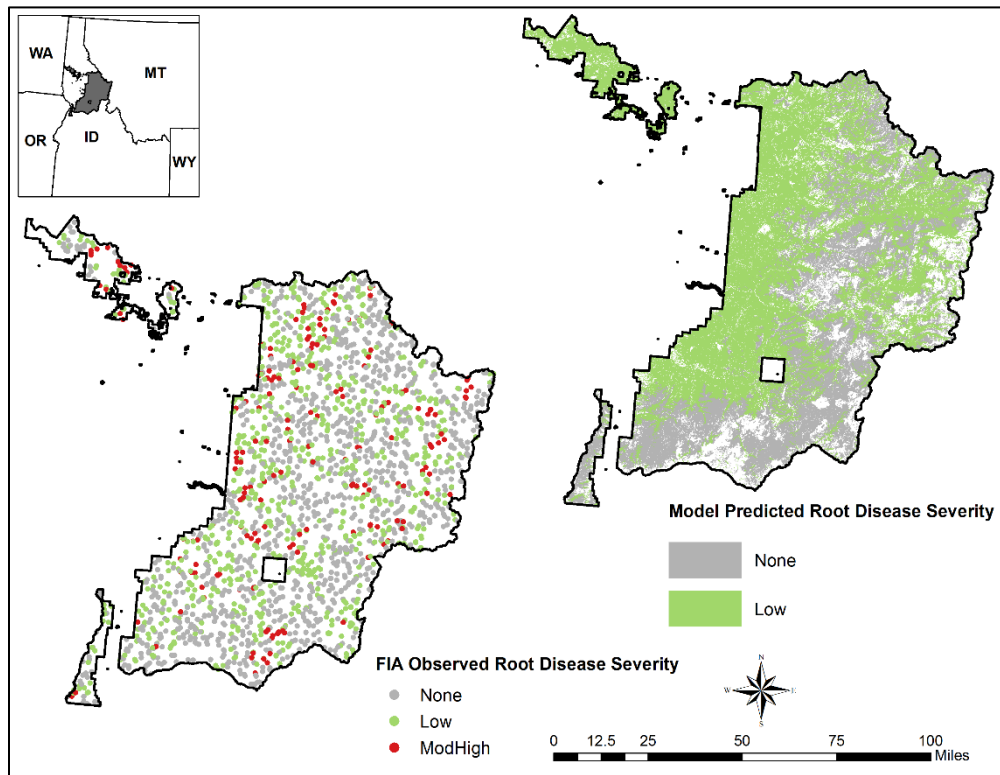 WA
MT
OR
ID
WY
Model Predicted Root Disease Severity
None
Low
FIA Observed Root Disease Severity
None
Low
ModHigh
N
W E
S
0 12.5 25 50 75 100
Miles